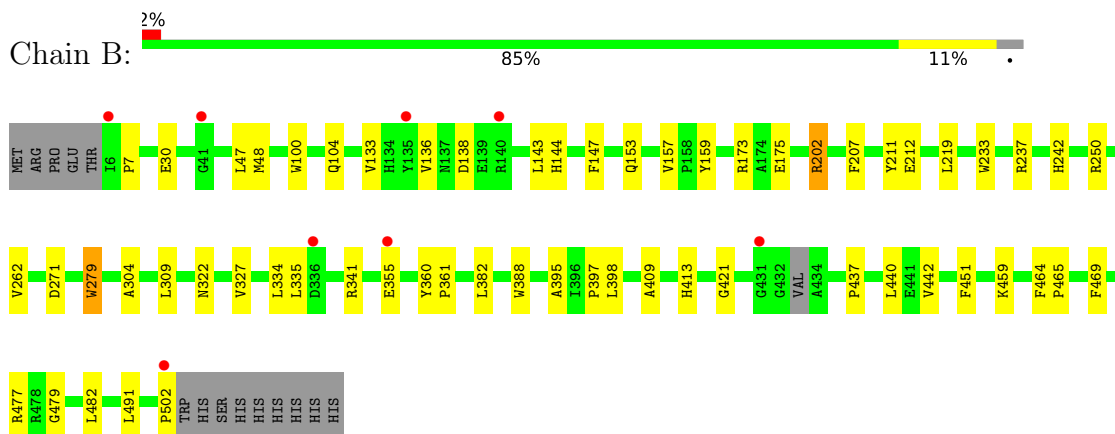 2%
Chain B:
85% 11% •
MET ARG PRO GLU THR I6 P7 E30 G41 L47 M48 W100 Q104 V133 H134 Y135 V136 N137 D138 E139 R140 L143 H144 F147 Q153 V157 P158 Y159 R173 A174 E175 R202 F207 Y211 E212 L219 W233 R237 H242 R250
V262 D271 W279 A304 L309 N322 V327 L334 L335 D336 R341 E355 Y360 P361 L382 W388 A395 I396 P397 L398 A409 H413 G421 G431 G432 VAL A434 P437 L440 E441 V442 F451 K459 F464 P465 F469
R477 R478 G479 L482 L491 P502 TRP HIS SER HIS HIS HIS HIS HIS HIS